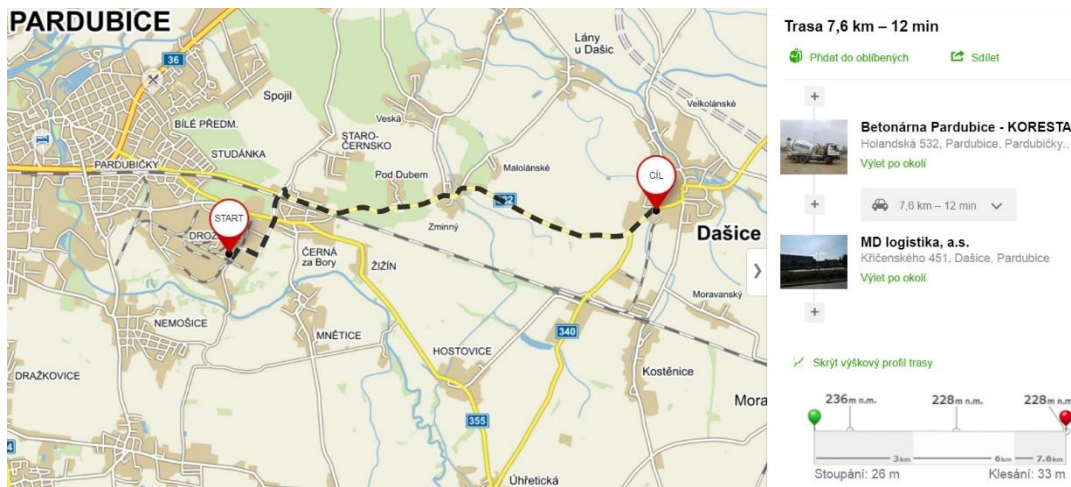 PARDUBICE
36
Spojil
BÍLÉ PŘEDM.
STUDÁNKA
PARDUBIČKY
Lány
u Dašic
Veská
Velkolánské
STARO-
ČERNSKO
Pod Dubem
Malolánské
START
CÍL
Zminný
Dašice
ČERNÁ
za Bory
ŽIŽÍN
NEMOŠICE
MNĚTICE
Moravanský
340
HOSTOVICE
DRAŽKOVICE
Kostěnice
Mora
355
Úhřetická
Trasa 7,6 km – 12 min
Přidat do oblíbených
Sdílet
+
Betonárna Pardubice - KORESTA
Holandská 532, Pardubice, Pardubičky..
Výlet po okolí
+
7,6 km – 12 min
MD logistika, a.s.
Křičenského 451, Dašice, Pardubice
Výlet po okolí
+
Skrýt výškový profil trasy
236m n.m.
228m n.m.
228m n.m.
3km
6km
7.6km
Stoupání: 26 m
Klesání: 33 m